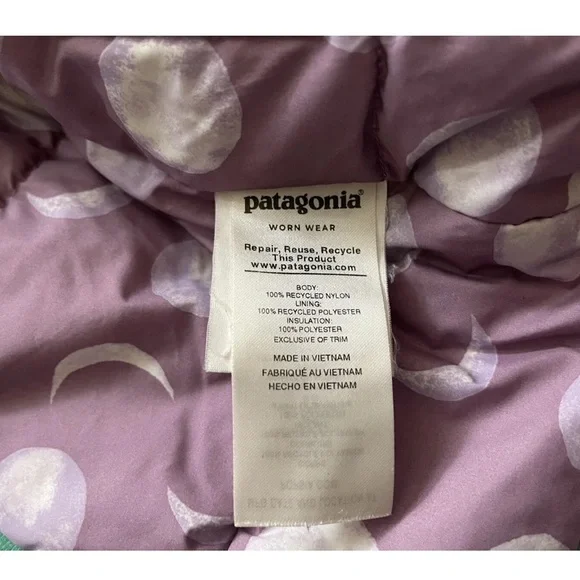 patagonia®
WORN WEAR
Repair, Reuse, Recycle
This Product
www.patagonia.com
BODY:
100% RECYCLED NYLON
LINING:
100% RECYCLED POLYESTER
INSULATION:
100% POLYESTER
EXCLUSIVE OF TRIM
MADE IN VIETNAM
FABRIQUÉ AU VIETNAM
HECHO EN VIETNAM